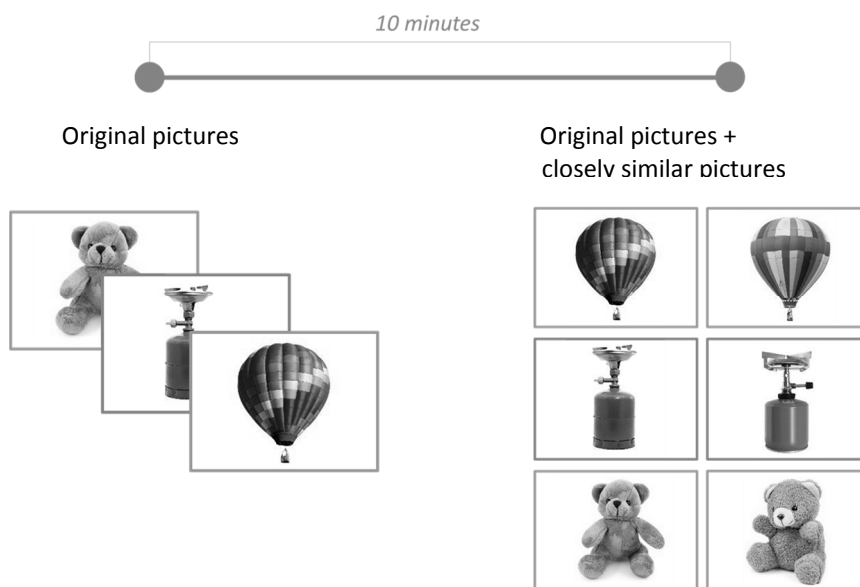 10 minutes
Original pictures
Original pictures +
closely similar pictures